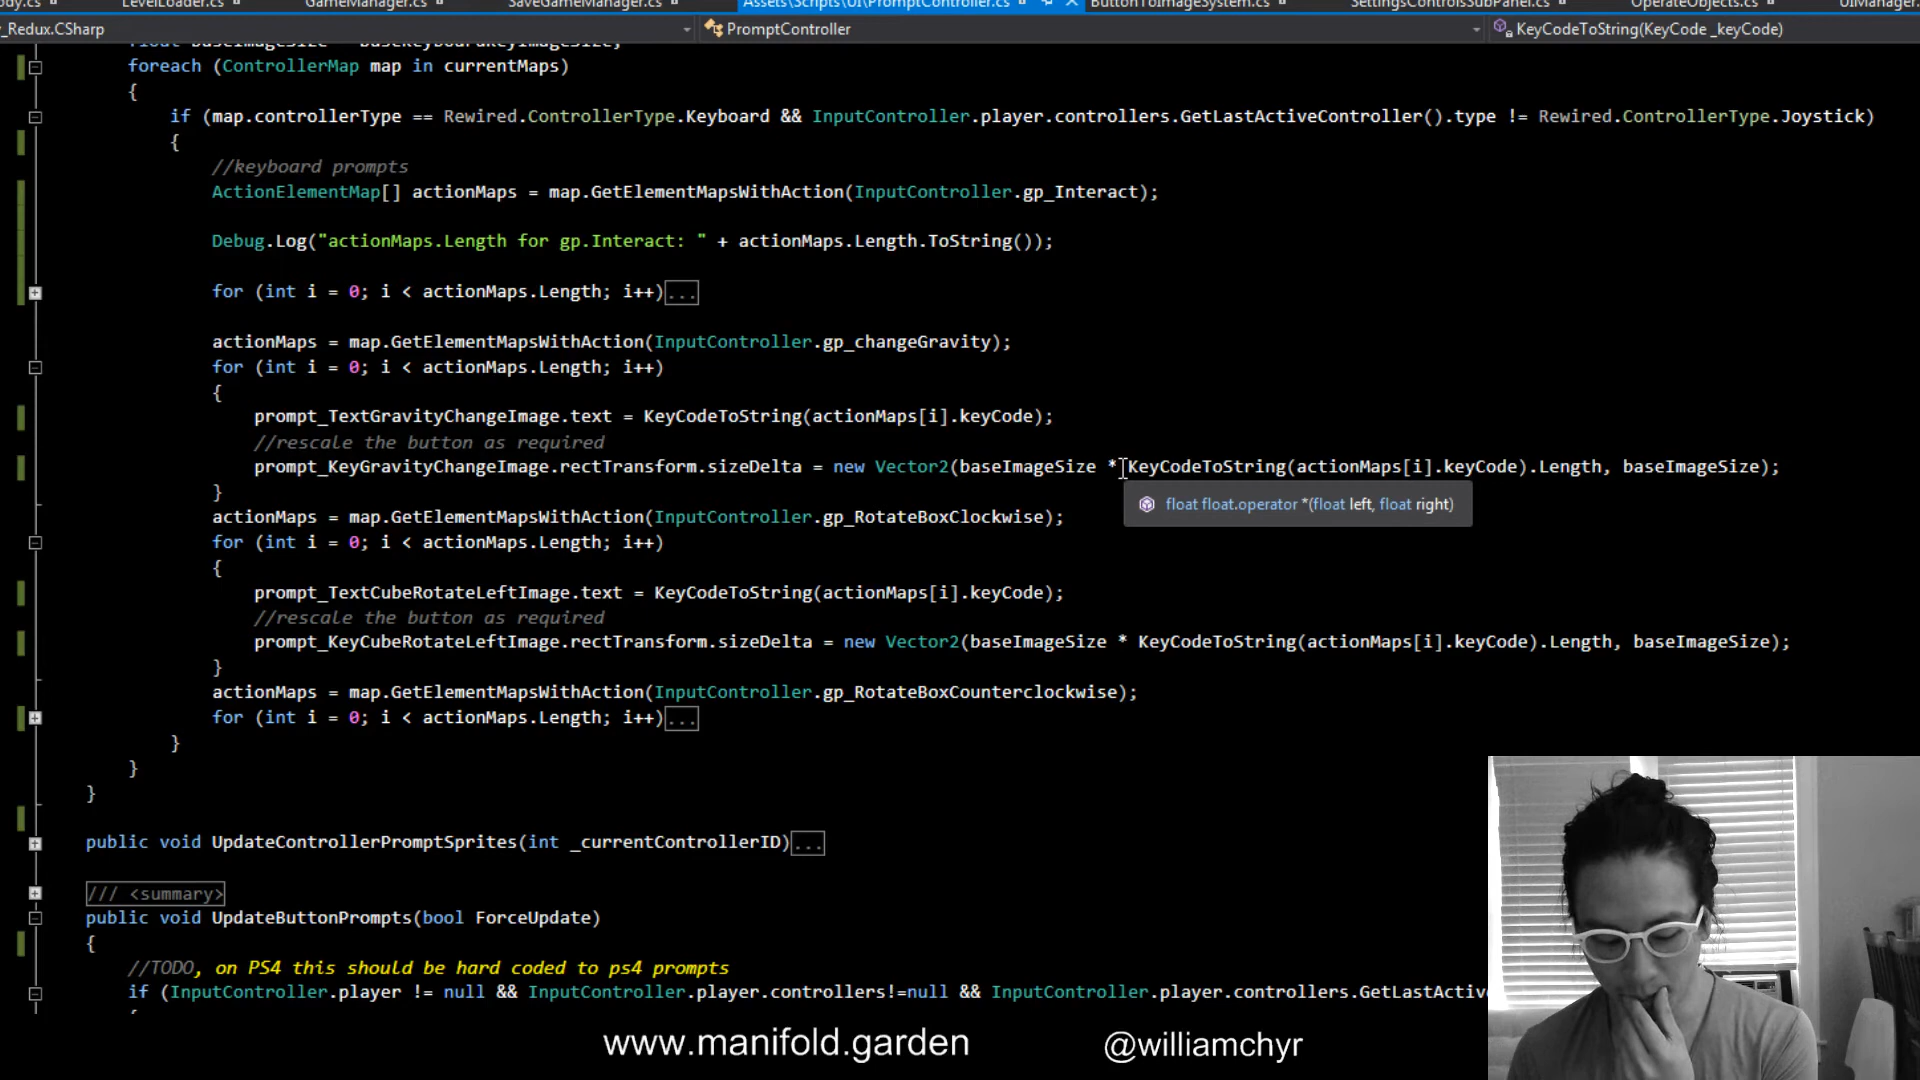 LevelLoader.cs
GameManager.cs
SaveGameManager.cs
Assets\Scripts\UI\PromptController.cs
ButtonToImageSystem.cs
SettingsControlsSubPanel.cs
OperateObjects.cs
_Redux.CSharp
PromptController
KeyCodeToString(KeyCode _keyCode)
float baseImageSize = baseKeyboardKeyImageSize;
foreach (ControllerMap map in currentMaps)
{
if (map.controllerType == Rewired.ControllerType.Keyboard && InputController.player.controllers.GetLastActiveController().type != Rewired.ControllerType.Joystick)
{
//keyboard prompts
ActionElementMap[] actionMaps = map.GetElementMapsWithAction(InputController.gp_Interact);
Debug.Log("actionMaps.Length for gp.Interact: " + actionMaps.Length.ToString());
for (int i = 0; i < actionMaps.Length; i++)...
actionMaps = map.GetElementMapsWithAction(InputController.gp_changeGravity);
for (int i = 0; i < actionMaps.Length; i++)
{
prompt_TextGravityChangeImage.text = KeyCodeToString(actionMaps[i].keyCode);
//rescale the button as required
prompt_KeyGravityChangeImage.rectTransform.sizeDelta = new Vector2(baseImageSize * KeyCodeToString(actionMaps[i].keyCode).Length, baseImageSize);
}
float float.operator *(float left, float right)
actionMaps = map.GetElementMapsWithAction(InputController.gp_RotateBoxClockwise);
for (int i = 0; i < actionMaps.Length; i++)
{
prompt_TextCubeRotateLeftImage.text = KeyCodeToString(actionMaps[i].keyCode);
//rescale the button as required
prompt_KeyCubeRotateLeftImage.rectTransform.sizeDelta = new Vector2(baseImageSize * KeyCodeToString(actionMaps[i].keyCode).Length, baseImageSize);
}
actionMaps = map.GetElementMapsWithAction(InputController.gp_RotateBoxCounterclockwise);
for (int i = 0; i < actionMaps.Length; i++)...
}
}
}
public void UpdateControllerPromptSprites(int _currentControllerID)...
/// <summary>
public void UpdateButtonPrompts(bool ForceUpdate)
{
//TODO, on PS4 this should be hard coded to ps4 prompts
if (InputController.player != null && InputController.player.controllers!=null && InputController.player.controllers.GetLastActive
www.manifold.garden
@williamchyr